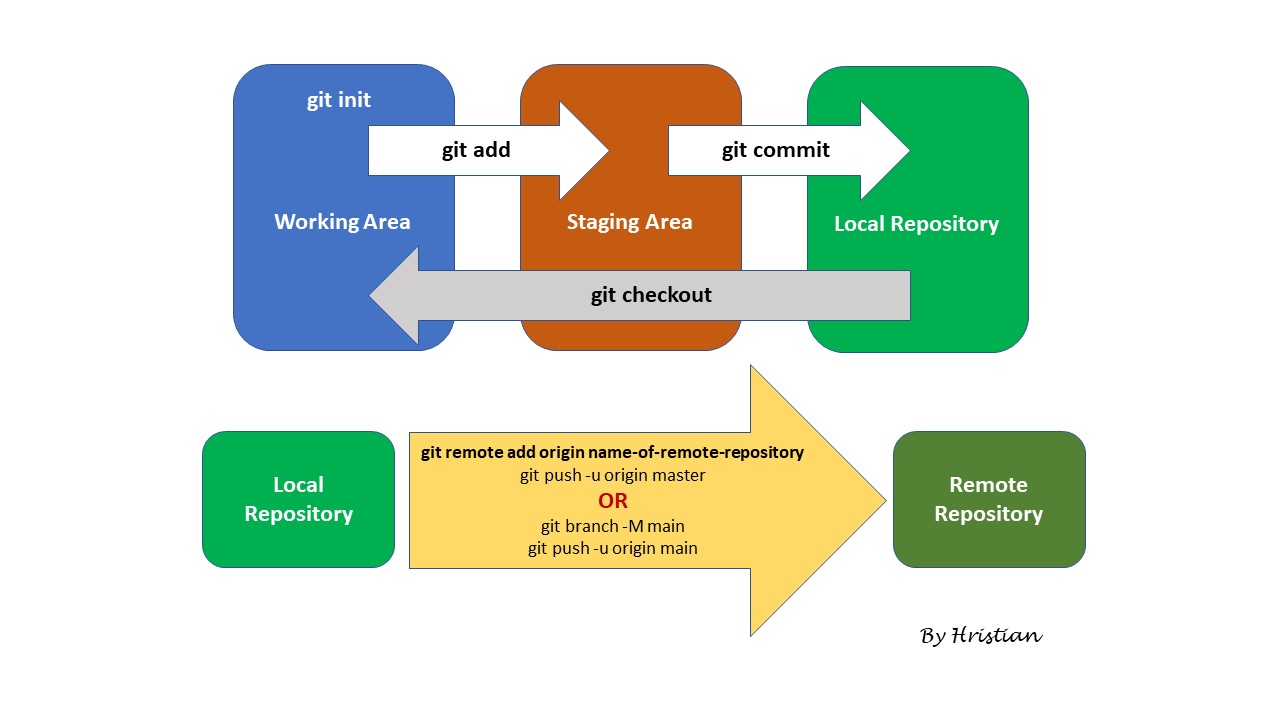 git init
git add
git commit
Working Area
Staging Area
Local Repository
git checkout
Local
Repository
git remote add origin name-of-remote-repository
git push -u origin master
OR
git branch -M main
git push -u origin main
Remote
Repository
By Hristian